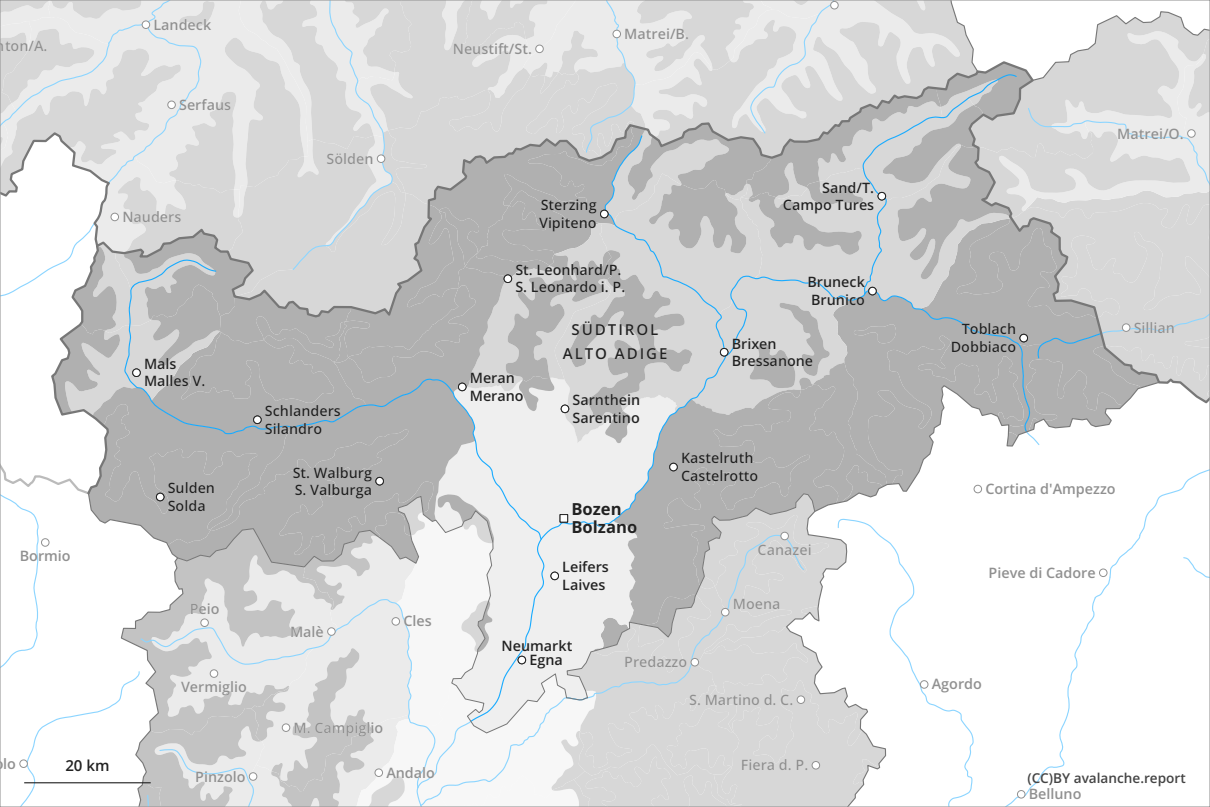 Landeck
Neustift/St.
Matrei/B.
nton/A.
Serfaus
Matrei/O.
Sölden
Nauders
Sand/T.
Campo Tures
Sterzing
Vipiteno
St. Leonhard/P.
S. Leonardo i. P.
Bruneck
Brunico
SÜDTIROL
ALTO ADIGE
Toblach
Dobbiaco
Sillian
Brixen
Bressanone
Mals
Malles V.
Meran
Merano
Sarnthein
Sarentino
Schlanders
Silandro
Kastelruth
Castelrotto
St. Walburg
S. Valburga
Sulden
Solda
Cortina d'Ampezzo
Bozen
Bolzano
Bormio
Canazei
Leifers
Laives
Pieve di Cadore
Peio
Malè
Cles
Moena
Neumarkt
Egna
Predazzo
Vermiglio
Agordo
S. Martino d. C.
M. Campiglio
20 km
Pinzolo
Andalo
Fiera d. P.
olo
(CC)BY avalanche.report
Belluno